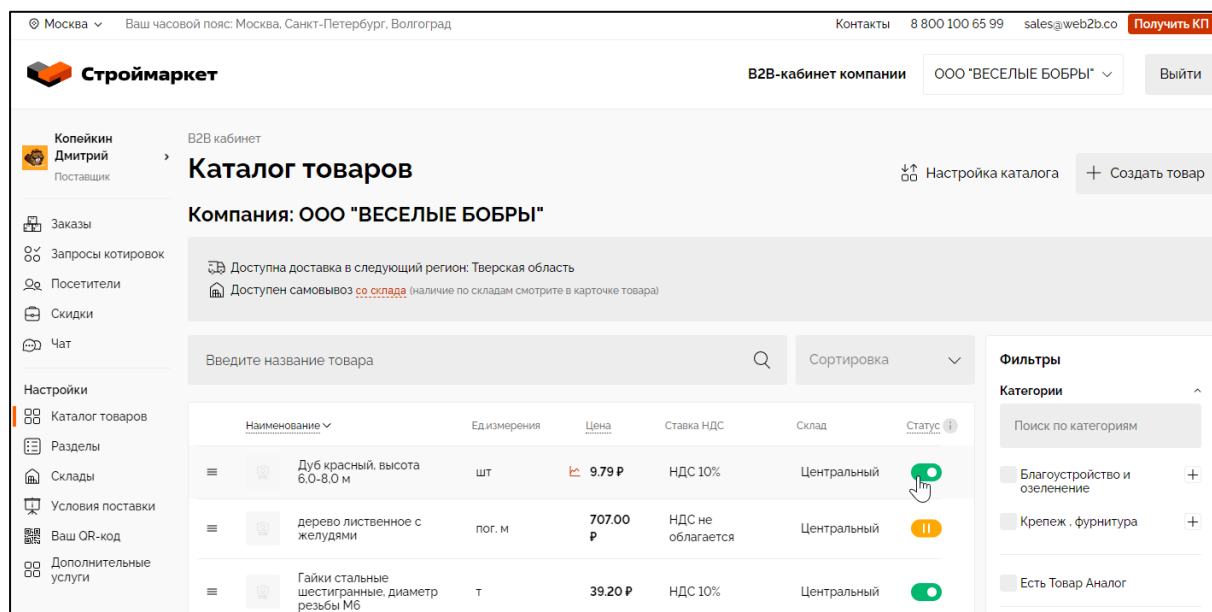 Москва
Ваш часовой пояс: Москва, Санкт-Петербург, Волгоград
Контакты
8 800 100 65 99
sales@web2b.co
Получить КП
Строймаркет
B2B-кабинет компании
ООО "ВЕСЕЛЫЕ БОБРЫ"
Выйти
Копейкин
Дмитрий
Поставщик
Заказы
Запросы котировок
Посетители
Скидки
Чат
Настройки
Каталог товаров
Разделы
Склады
Условия поставки
Ваш QR-код
Дополнительные
услуги
B2B кабинет
Каталог товаров
Настройка каталога
Создать товар
Компания: ООО "ВЕСЕЛЫЕ БОБРЫ"
Доступна доставка в следующий регион: Тверская область
Доступен самовывоз со склада (наличие по складам смотрите в карточке товара)
Введите название товара
Сортировка
Наименование Ед.измерения Цена Ставка НДС Склад Статус
Дуб красный, высота
6,0-8,0 м
шт
9.79 ₽
НДС 10%
Центральный
дерево лиственное с
желудями
пог. м
707.00
₽
НДС не
облагается
Центральный
Гайки стальные
шестигранные, диаметр
резьбы М6
т
39.20 ₽
НДС 10%
Центральный
Фильтры
Категории
Поиск по категориям
Благоустройство и
озеленение
Крепеж , фурнитура
Есть Товар Аналог